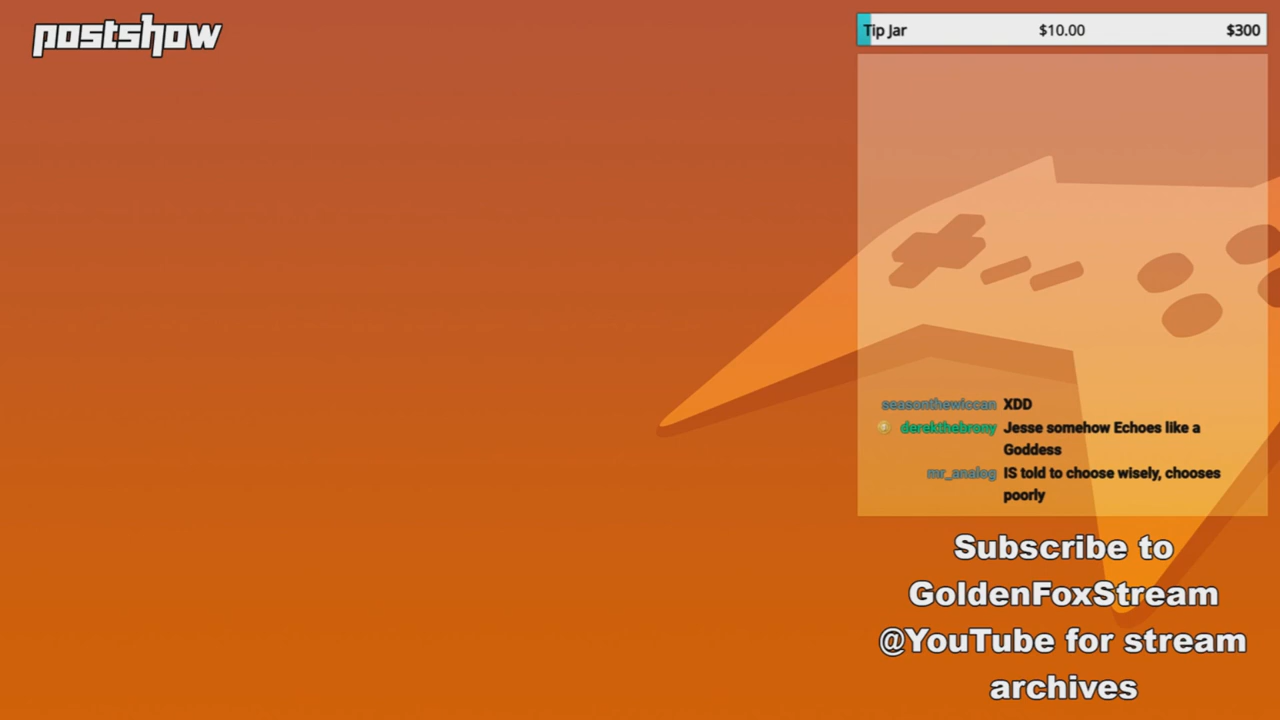 postshow
Tip Jar $10.00 $300
seasonthewiccan XDD
derekthebrony Jesse somehow Echoes like a
Goddess
mr_analog IS told to choose wisely, chooses
poorly
Subscribe to
GoldenFoxStream
@YouTube for stream
archives